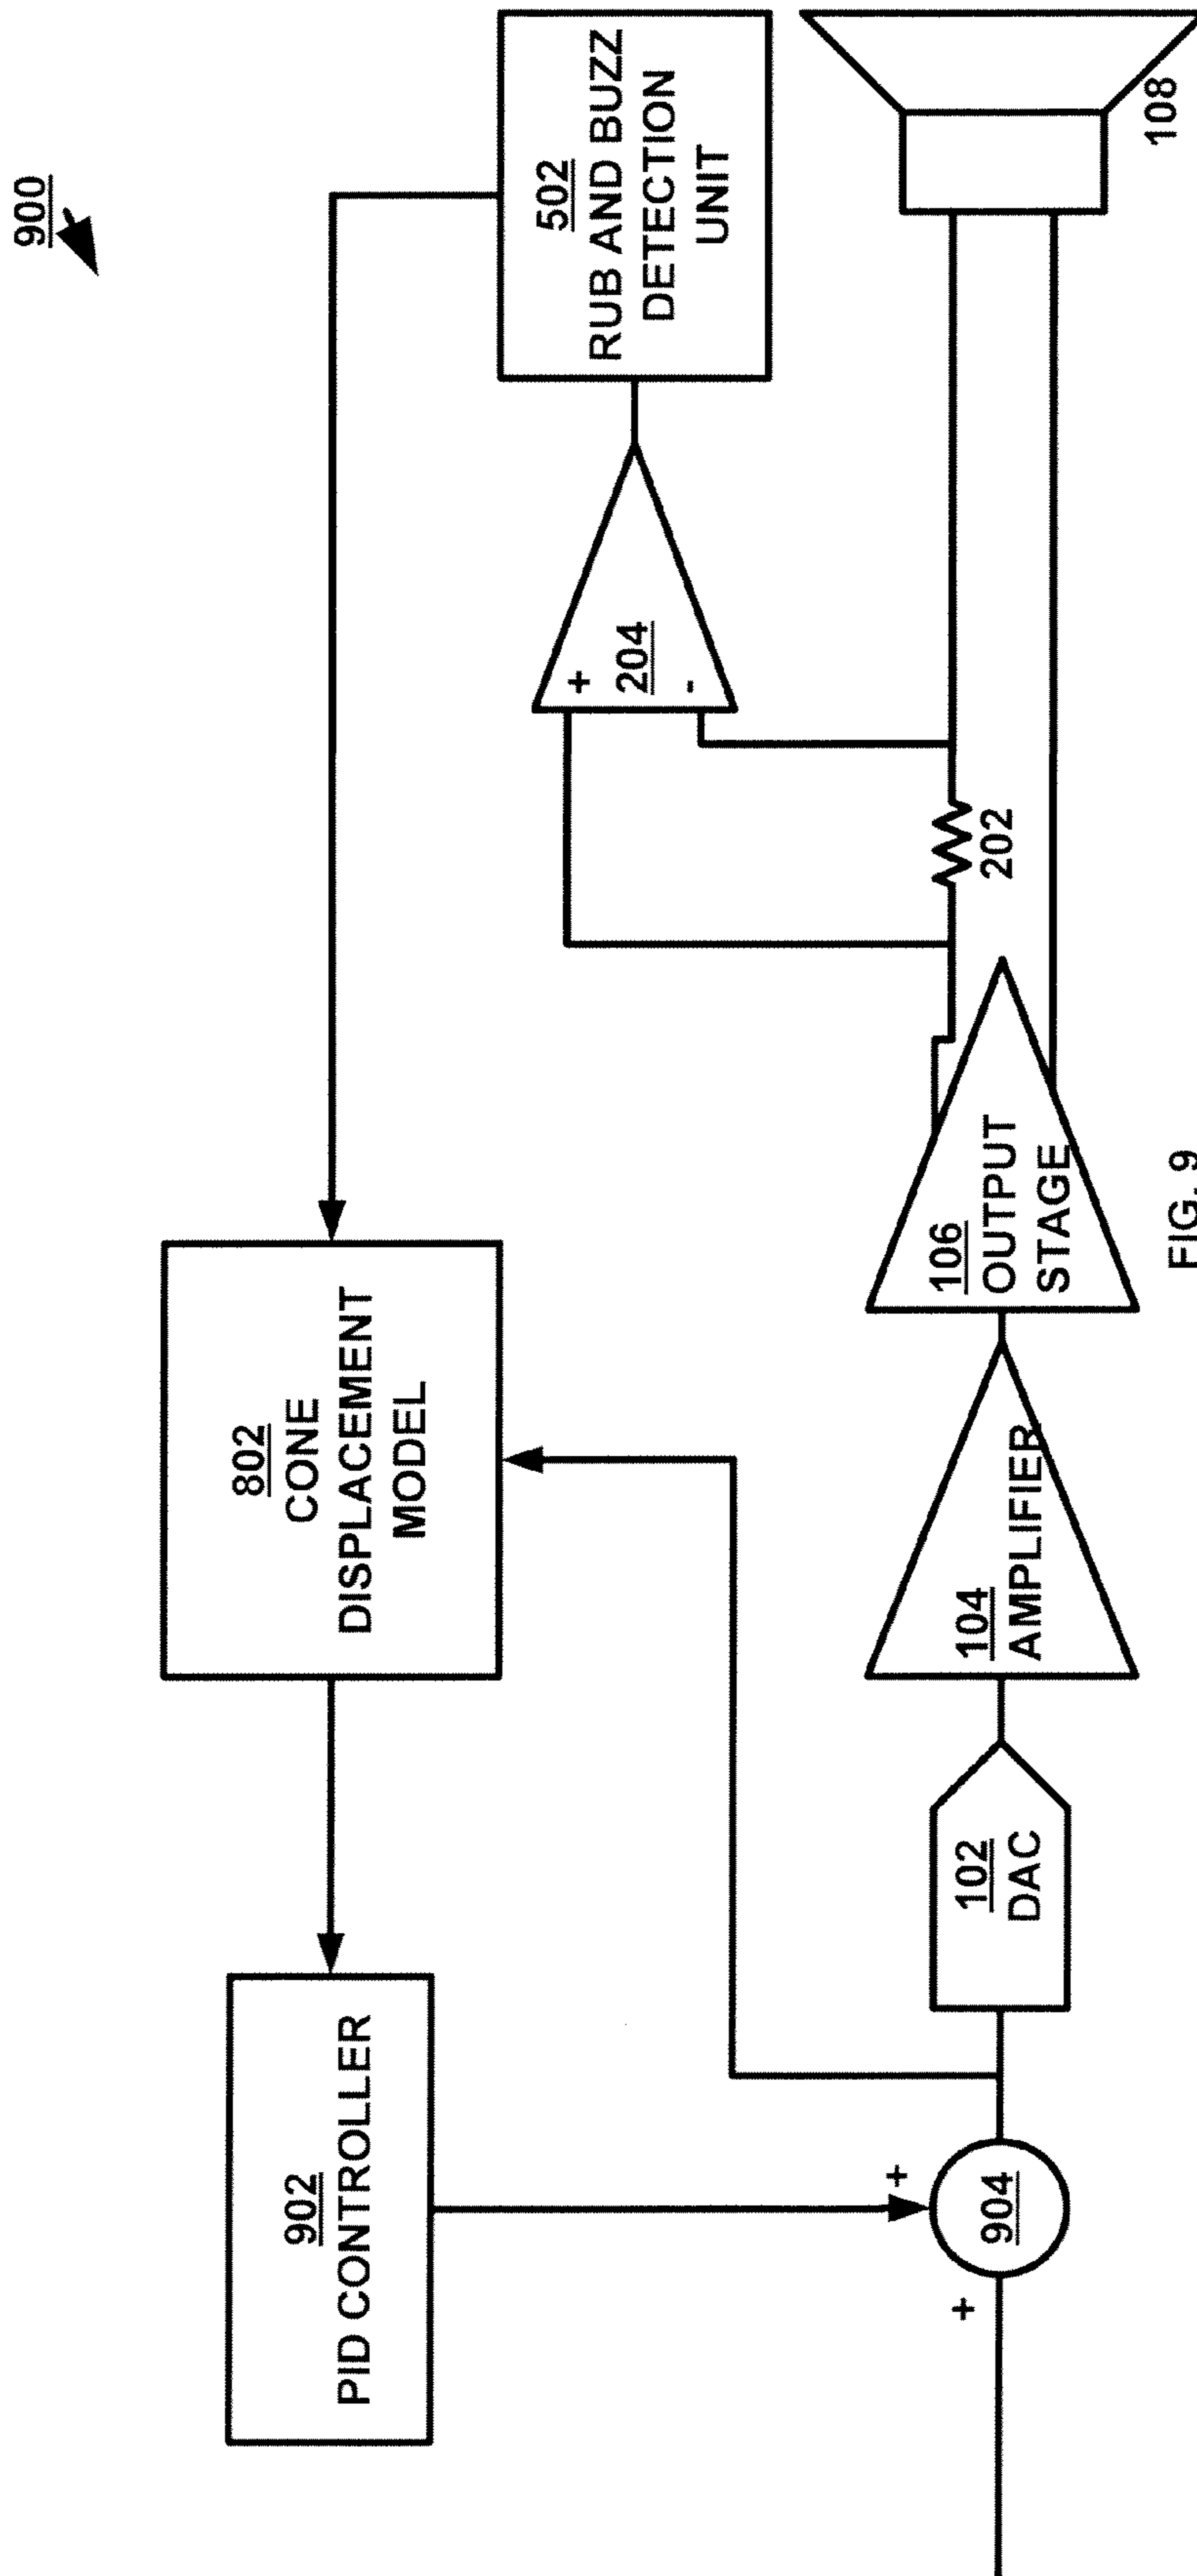 900
902
PID CONTROLLER
802
CONE
DISPLACEMENT
MODEL
502
RUB AND BUZZ
DETECTION
UNIT
+
204
-
202
+
+
904
102
DAC
104
AMPLIFIER
106
OUTPUT
STAGE
108
FIG. 9